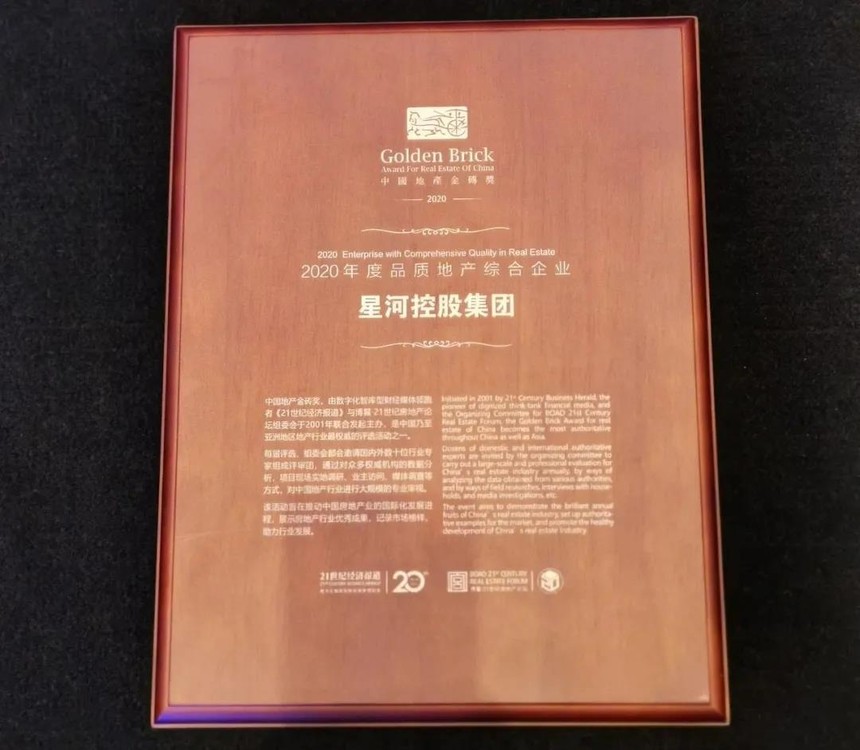 Golden Brick
Award For Real Estate Of China
中國地產金磚獎
2020
2020 Enterprise with Comprehensive Quality in Real Estate
2020年度品质地产综合企业
星河控股集团
中国地产金砖奖，由数字化智库型财经媒体领跑
者《21世纪经济报道》与博鳌·21世纪房地产论
坛组委会于2001年联合发起主办，是中国乃至
亚洲地区地产行业最权威的评选活动之一。
每届评选，组委会都会邀请国内外数十位行业专
家组成评审团，通过对众多权威机构的数据分
析、项目现场实地调研、业主访问、媒体调查等
方式，对中国地产行业进行大规模的专业审核。
该活动旨在推动中国房地产业的国际化发展进
程，展示房地产行业优秀成果，记录市场榜样，
助力行业发展。
Initiated in 2001 by 21st Century Business Herald, the
pioneer of digitized think-tank financial media, and
the Organizing Committee for BOAO 21st Century
Real Estate Forum, the Golden Brick Award for real
estate of China becomes the most authoritative
throughout China as well as Asia.
Dozens of domestic and international authoritative
experts are invited by the organizing committee to
carry out a large-scale and professional evaluation for
China's real estate industry annually, by ways of
analyzing the data obtained from various authorities,
and by ways of field researches, interviews with house-
holds, and media investigations, etc.
The event aims to demonstrate the brilliant annual
fruits of China's real estate industry, set up authorita-
tive examples for the market, and promote the healthy
development of China's real estate industry.
21世纪经济报道
21ST CENTURY BUSINESS HERALD
20
BOAO 21st CENTURY
REAL ESTATE FORUM
博鳌·21世纪房地产论坛